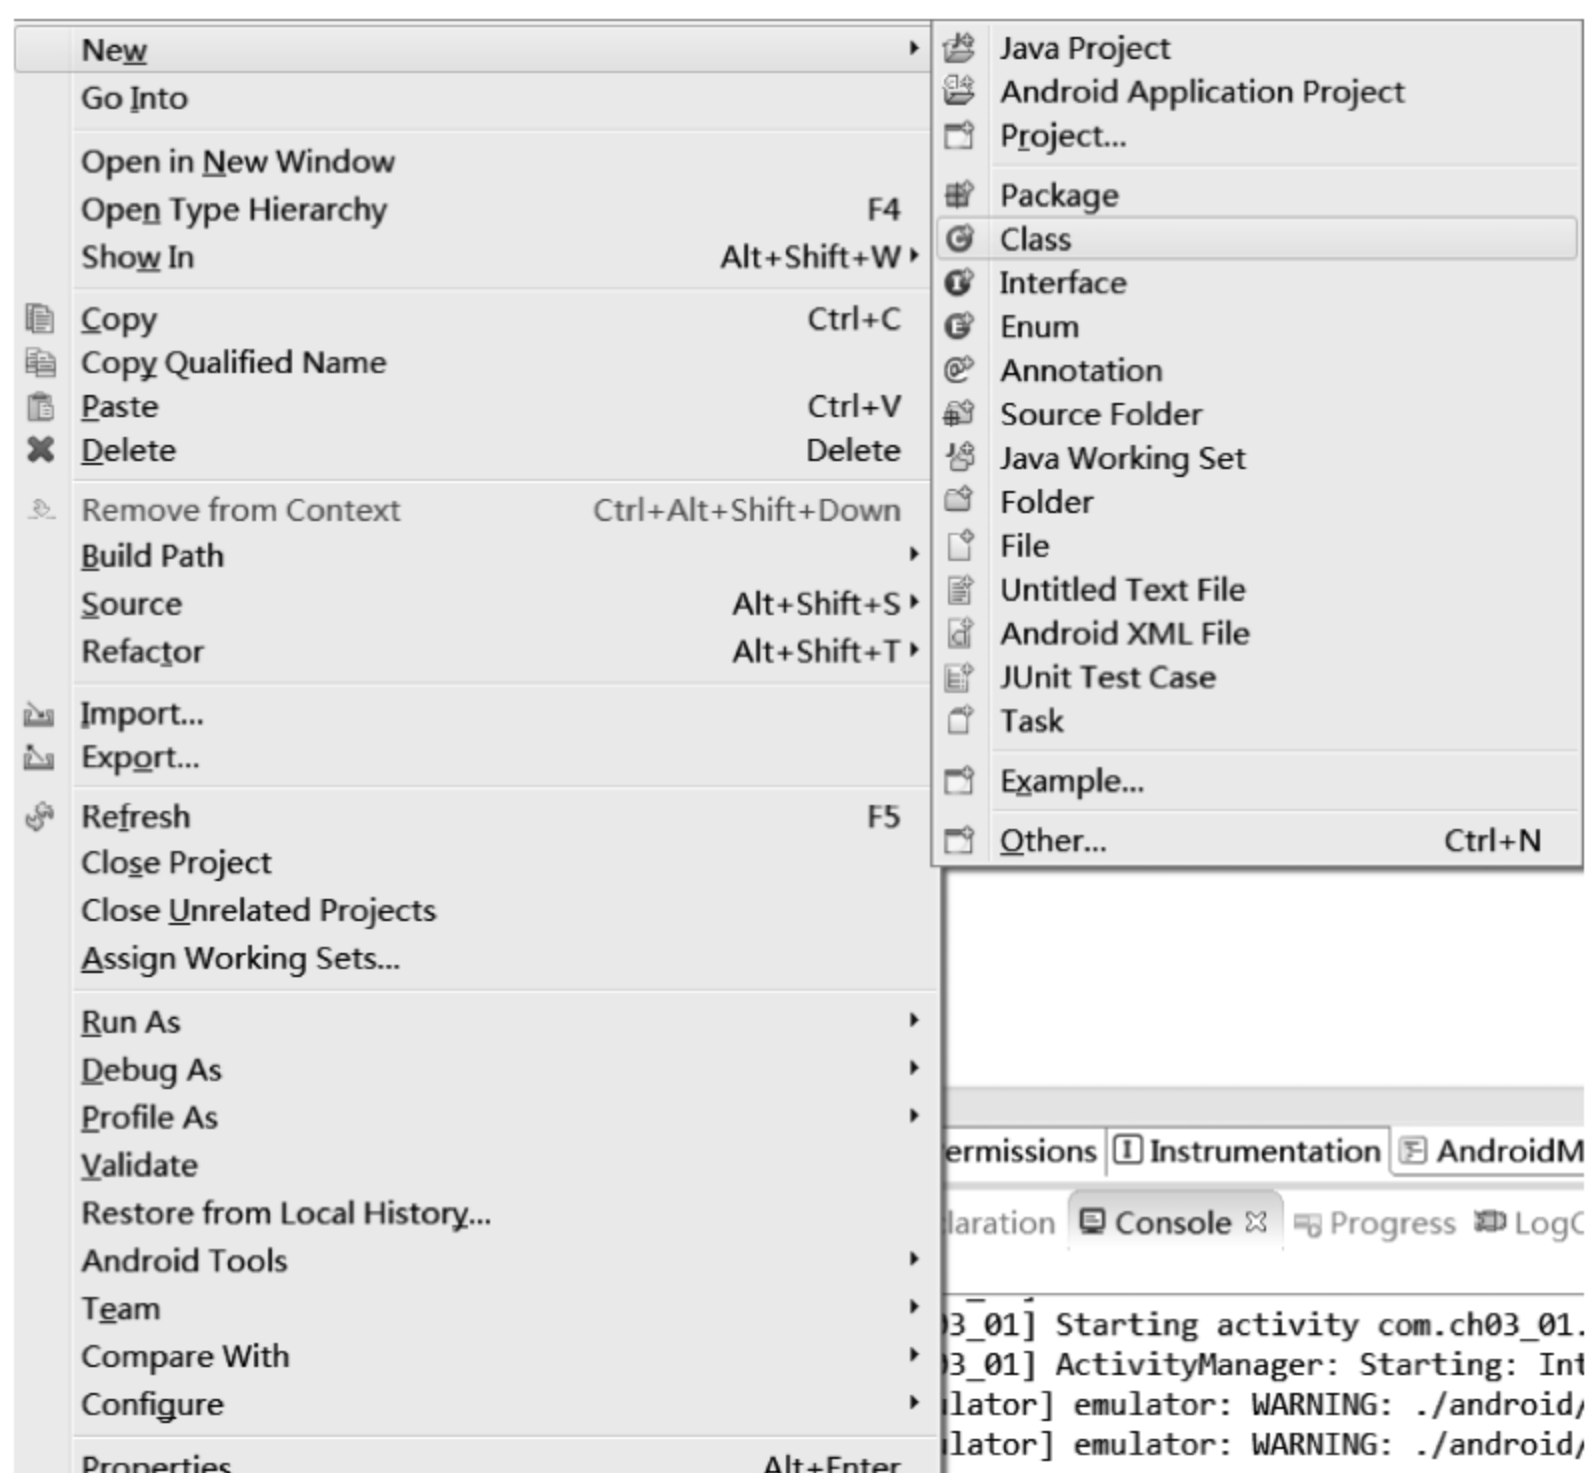 New
Go Into
Open in New Window
Open Type Hierarchy F4
Show In Alt+Shift+W
Copy Ctrl+C
Copy Qualified Name
Paste Ctrl+V
Delete Delete
Remove from Context Ctrl+Alt+Shift+Down
Build Path
Source Alt+Shift+S
Refactor Alt+Shift+T
Import...
Export...
Refresh F5
Close Project
Close Unrelated Projects
Assign Working Sets...
Run As
Debug As
Profile As
Validate
Restore from Local History...
Android Tools
Team
Compare With
Configure
Properties Alt+Enter
Java Project
Android Application Project
Project...
Package
Class
Interface
Enum
Annotation
Source Folder
Java Working Set
Folder
File
Untitled Text File
Android XML File
JUnit Test Case
Task
Example...
Other... Ctrl+N
ermissions I Instrumentation AndroidM
laration Console Progress LogC
3_01] Starting activity com.ch03_01.
3_01] ActivityManager: Starting: Int
lator] emulator: WARNING: ./android/
lator] emulator: WARNING: ./android/